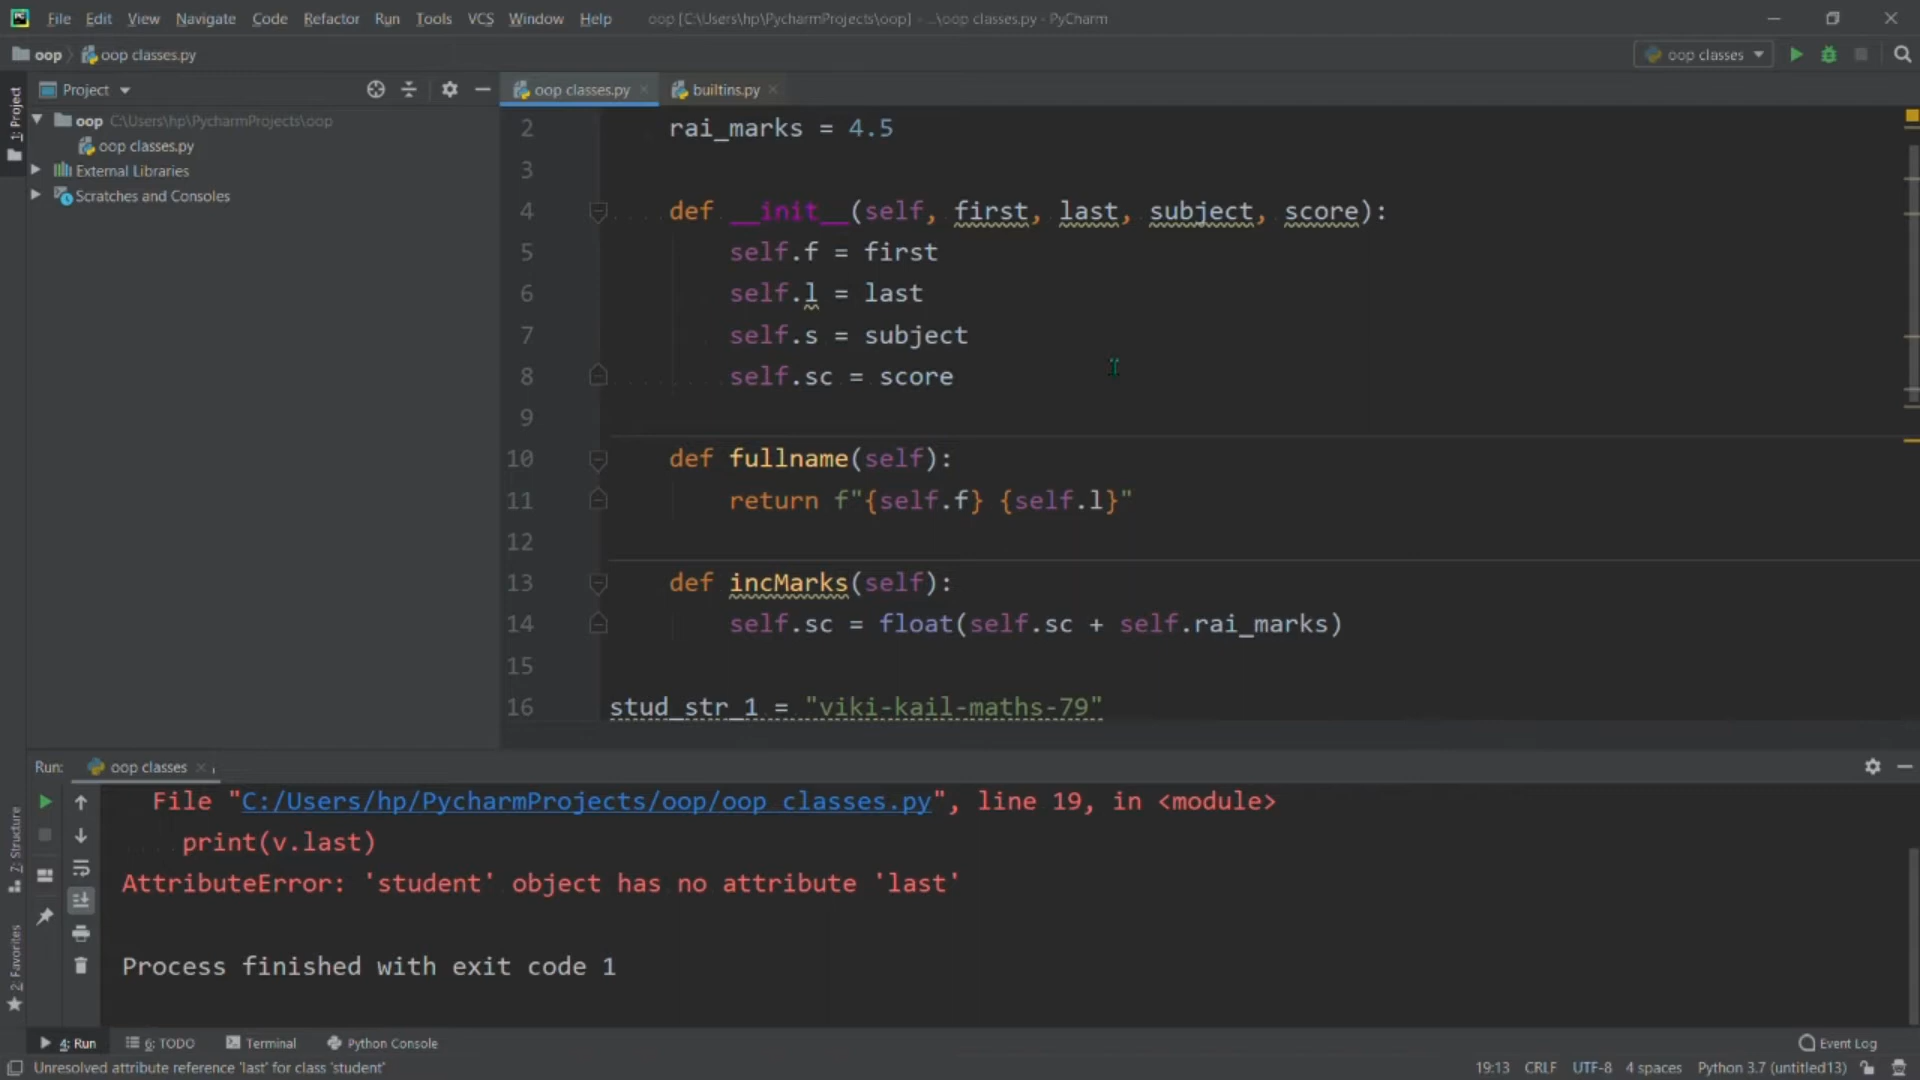 File Edit View Navigate Code Refactor Run Tools VCS Window Help oop [C:\Users\hp\PycharmProjects\oop] - ...\oop classes.py - PyCharm
oop oop classes.py
oop classes
1: Project
Project
oop classes.py
builtins.py
oop C:\Users\hp\PycharmProjects\oop
oop classes.py
External Libraries
Scratches and Consoles
2 rai_marks = 4.5
3
4 def __init__(self, first, last, subject, score):
5 self.f = first
6 self.l = last
7 self.s = subject
8 self.sc = score
9
10 def fullname(self):
11 return f"{self.f} {self.l}"
12
13 def incMarks(self):
14 self.sc = float(self.sc + self.rai_marks)
15
16 stud_str_1 = "viki-kail-maths-79"
Run: oop classes
File "C:/Users/hp/PycharmProjects/oop/oop classes.py", line 19, in <module>
print(v.last)
AttributeError: 'student' object has no attribute 'last'
Process finished with exit code 1
7: Structure
2: Favorites
4: Run 6: TODO Terminal Python Console Event Log
Unresolved attribute reference 'last' for class 'student' 19:13 CRLF UTF-8 4 spaces Python 3.7 (untitled13)